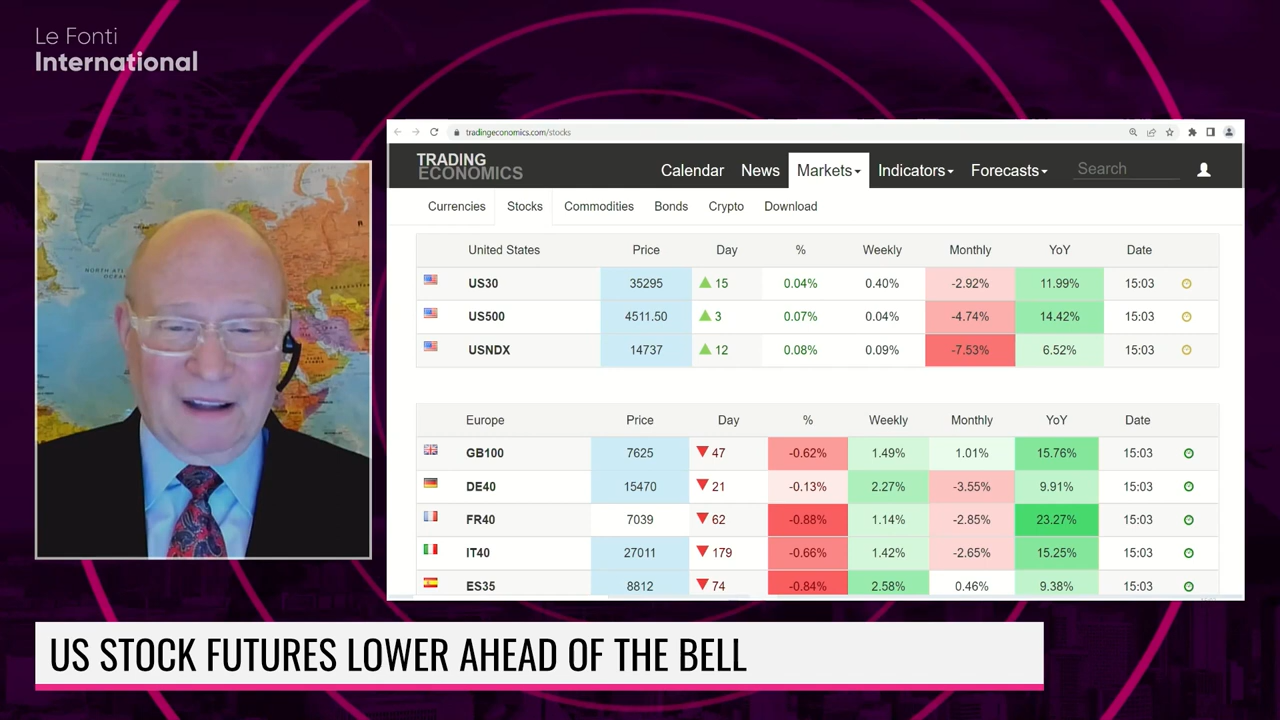 Le Fonti
International
tradingeconomics.com/stocks
TRADING
ECONOMICS
Calendar News Markets Indicators Forecasts Search
Currencies Stocks Commodities Bonds Crypto Download
United States Price Day % Weekly Monthly YoY Date
US30 35295 15 0.04% 0.40% -2.92% 11.99% 15:03
US500 4511.50 3 0.07% 0.04% -4.74% 14.42% 15:03
USNDX 14737 12 0.08% 0.09% -7.53% 6.52% 15:03
Europe Price Day % Weekly Monthly YoY Date
GB100 7625 47 -0.62% 1.49% 1.01% 15.76% 15:03
DE40 15470 21 -0.13% 2.27% -3.55% 9.91% 15:03
FR40 7039 62 -0.88% 1.14% -2.85% 23.27% 15:03
IT40 27011 179 -0.66% 1.42% -2.65% 15.25% 15:03
ES35 8812 74 -0.84% 2.58% 0.46% 9.38% 15:03
US STOCK FUTURES LOWER AHEAD OF THE BELL